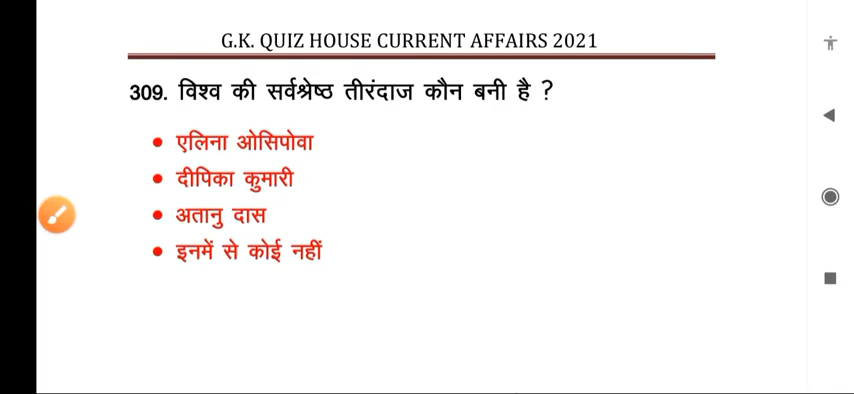 G.K. QUIZ HOUSE CURRENT AFFAIRS 2021
309. विश्व की सर्वश्रेष्ठ तीरंदाज कौन बनी है ?
• एलिना ओसिपोवा
• दीपिका कुमारी
• अतानु दास
• इनमें से कोई नहीं